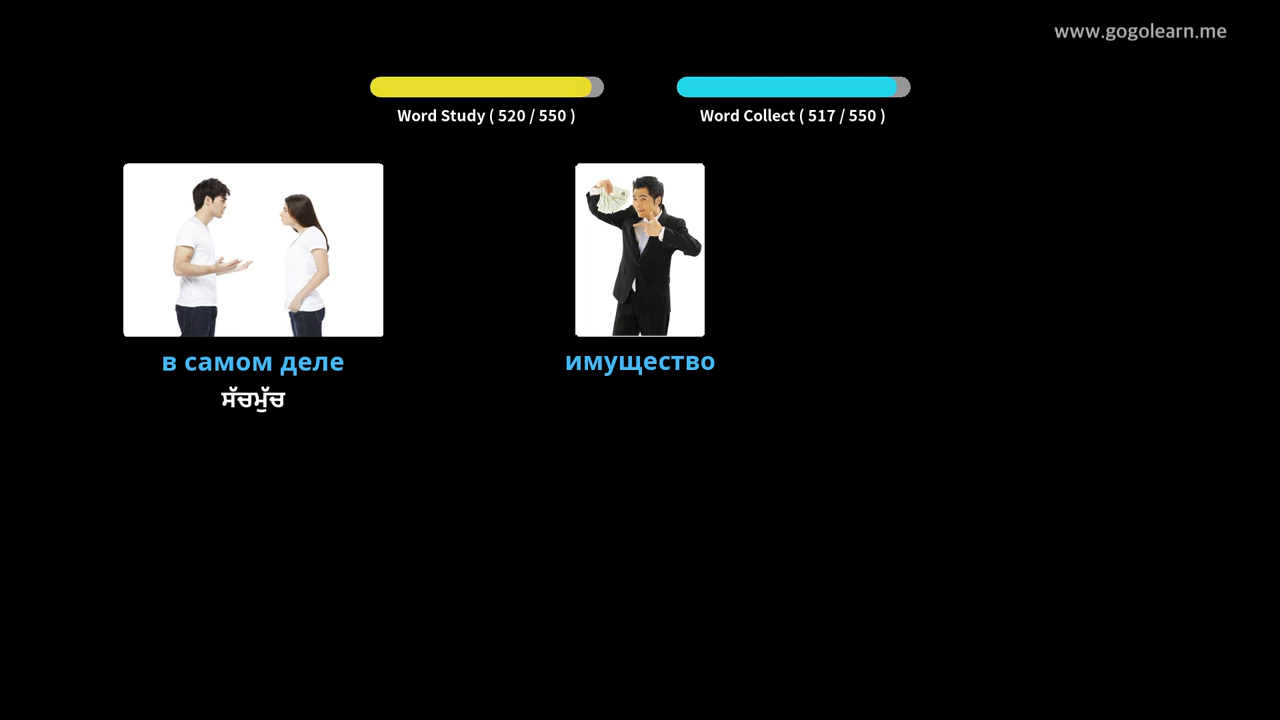 www.gogolearn.me
Word Study ( 520 / 550 )
Word Collect ( 517 / 550 )
в самом деле
ਸੱਚਮੁੱਚ
имущество